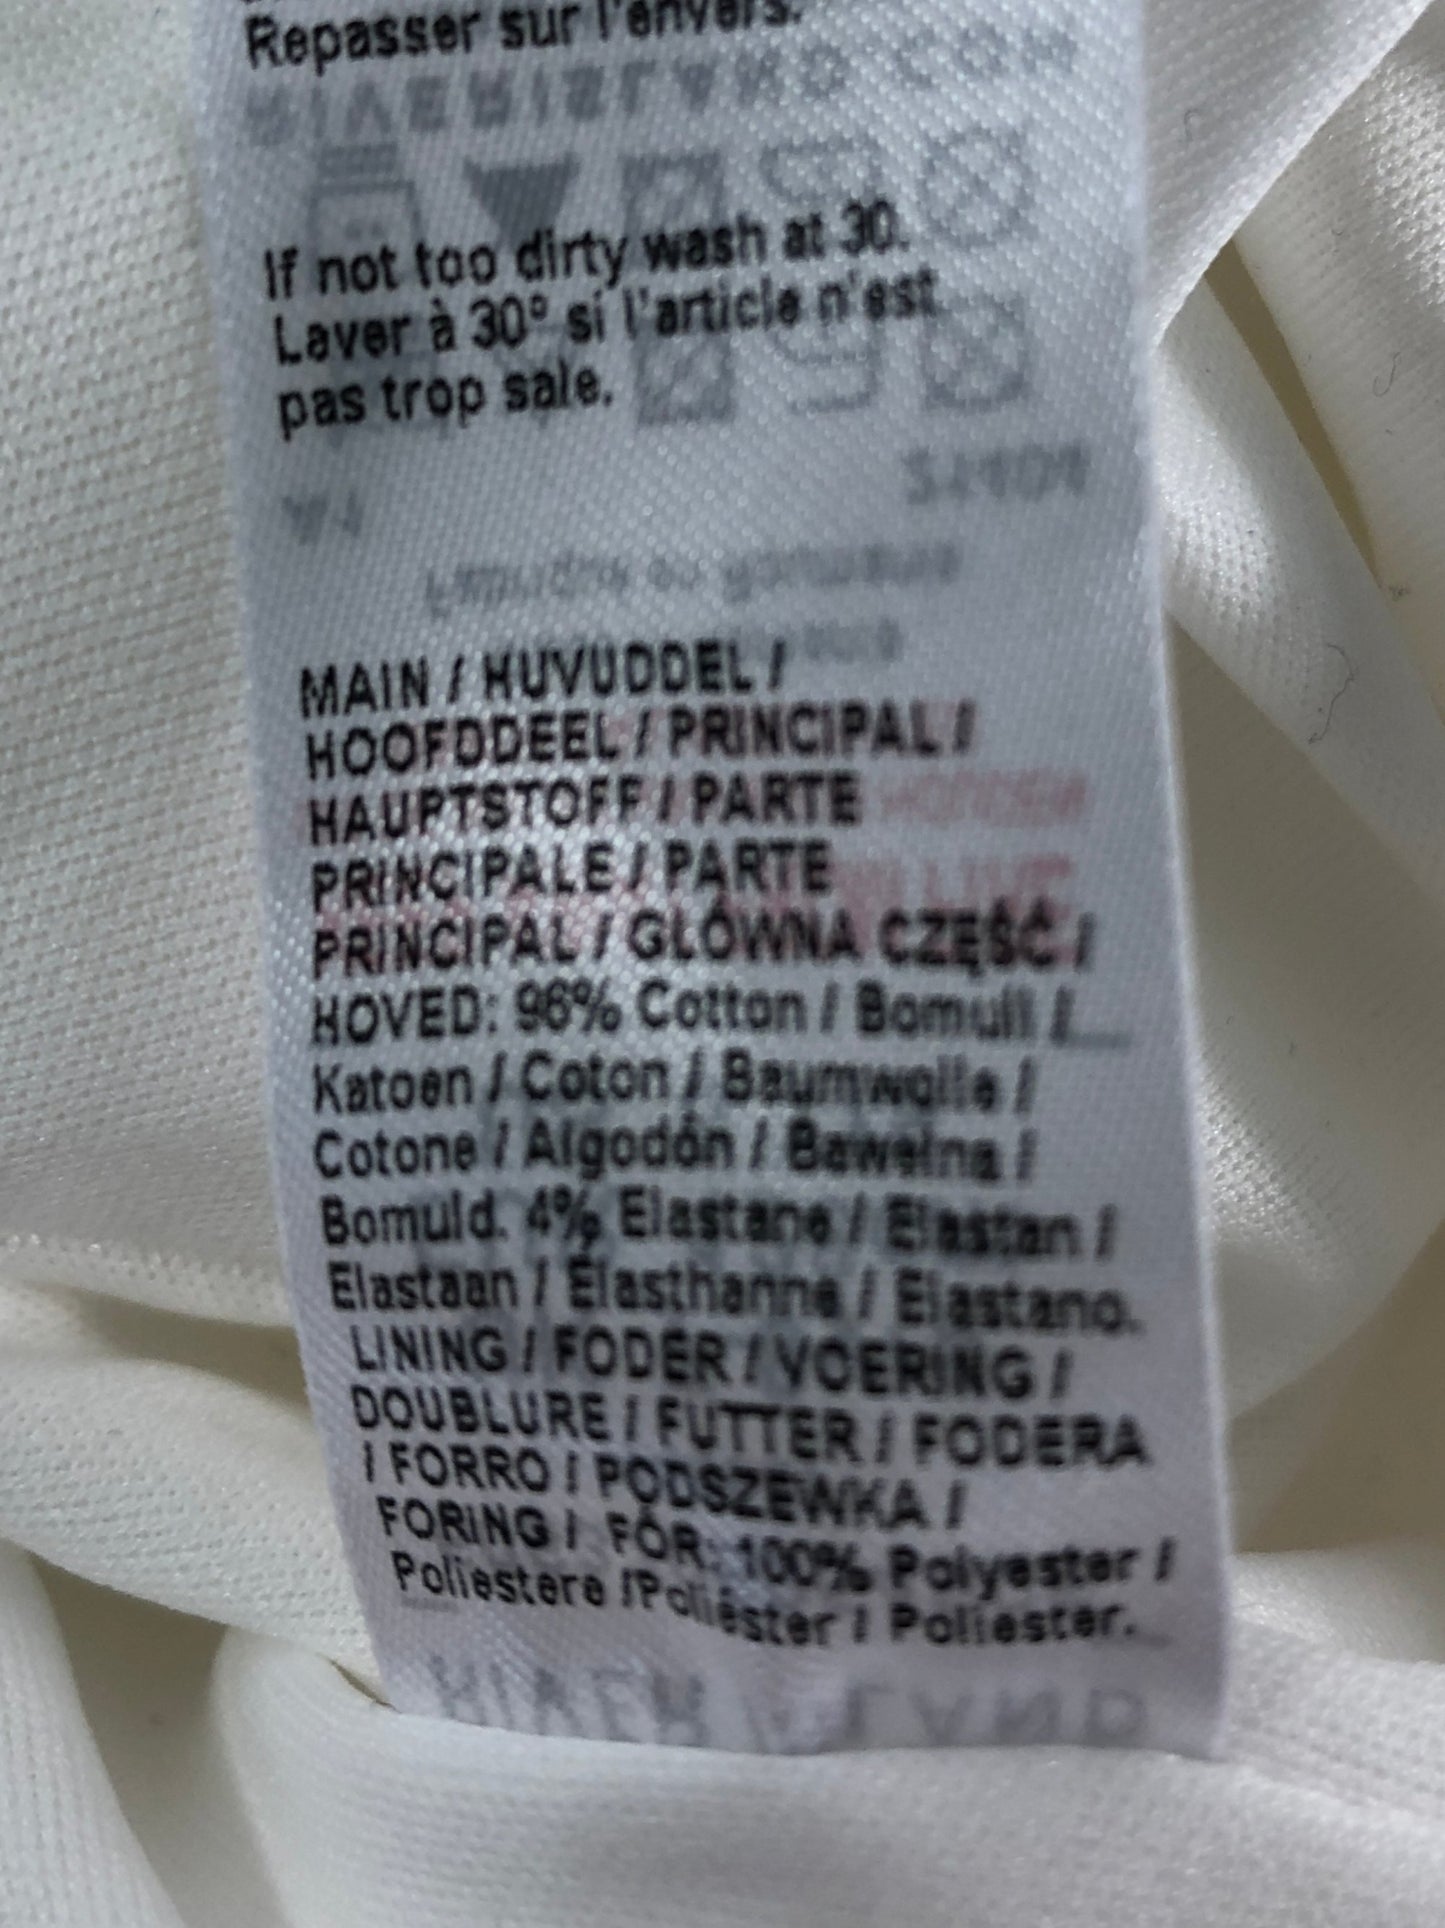 Repasser sur l'envers.
If not too dirty wash at 30.
Laver à 30° si l'article n'est
pas trop sale.
MAIN / HUVUDDEL /
HOOFDDEEL / PRINCIPAL /
HAUPTSTOFF / PARTE
PRINCIPALE / PARTE
PRINCIPAL / GLÓWNA CZĘŚĆ /
HOVED: 96% Cotton / Bomull /
Katoen / Coton / Baumwolle /
Cotone / Algodón / Bawelna /
Bomuld. 4% Elastane / Elastan /
Elastaan / Élasthanne / Elastano.
LINING / FODER / VOERING /
DOUBLURE / FUTTER / FODERA
/ FORRO / PODSZEWKA /
FORING / FÔR: 100% Polyester /
Poliestere /Poliéster / Poliester.